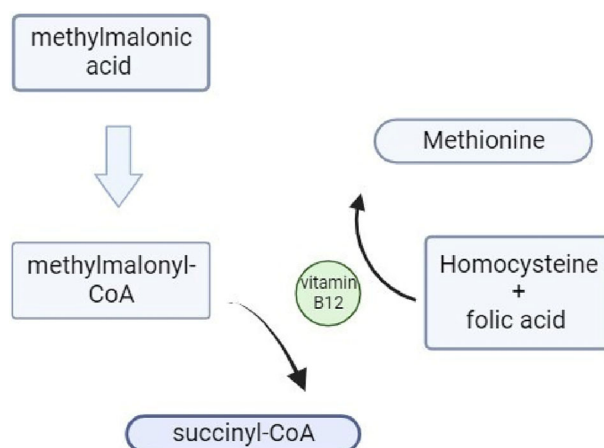 methylmalonic
acid
Methionine
methylmalonyl-
CoA
vitamin
B12
Homocysteine
+
folic acid
succinyl-CoA